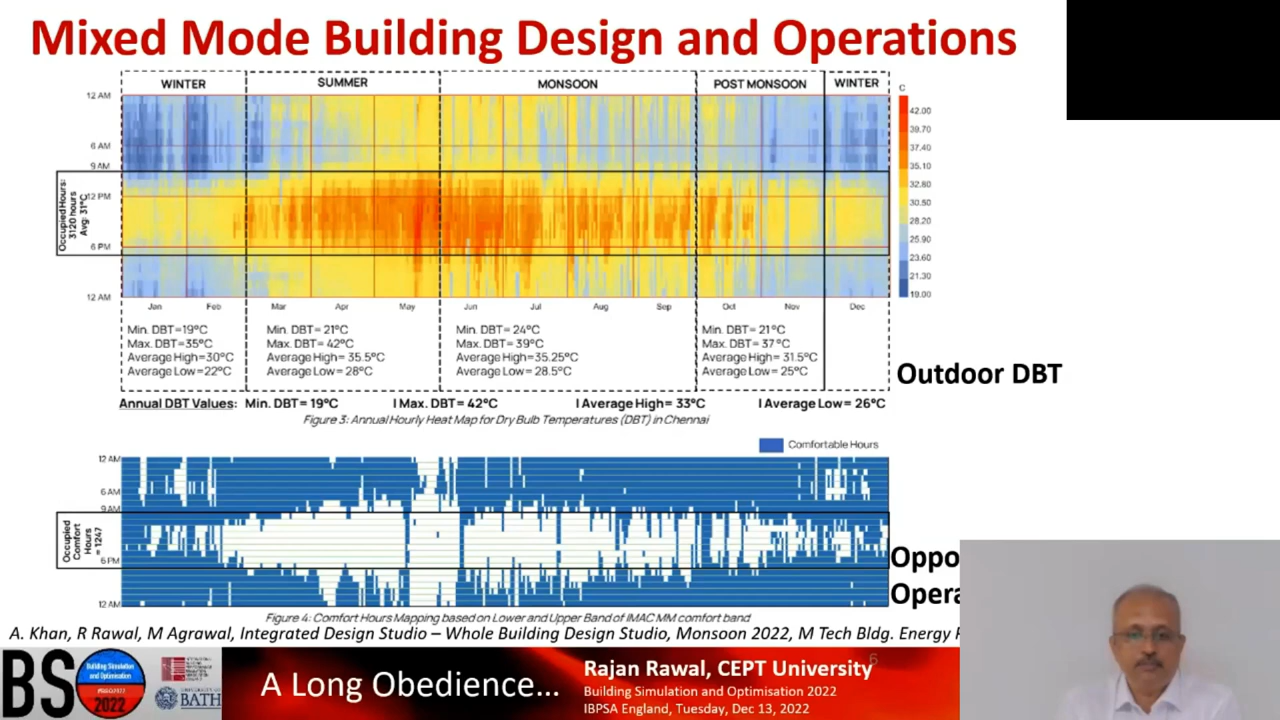 Mixed Mode Building Design and Operations
WINTER SUMMER MONSOON POST MONSOON WINTER
12 AM
6 AM
9 AM
12 PM
6 PM
12 AM
Occupied Hours:
3120 hours
Avg: 31°C
C
42.00
39.70
37.40
35.10
32.80
30.50
28.20
25.90
23.60
21.30
19.00
Jan Feb Mar Apr May Jun Jul Aug Sep Oct Nov Dec
Min. DBT=19°C
Max. DBT=35°C
Average High=30°C
Average Low=22°C
Min. DBT= 21°C
Max. DBT= 42°C
Average High= 35.5°C
Average Low= 28°C
Min. DBT= 24°C
Max. DBT= 39°C
Average High=35.25°C
Average Low= 28.5°C
Min. DBT= 21°C
Max. DBT= 37°C
Average High= 31.5°C
Average Low= 25°C
Outdoor DBT
Annual DBT Values: Min. DBT= 19°C | Max. DBT= 42°C | Average High= 33°C | Average Low= 26°C
Figure 3: Annual Hourly Heat Map for Dry Bulb Temperatures (DBT) in Chennai
Comfortable Hours
12 AM
6 AM
9 AM
6 PM
12 AM
Occupied
Comfort
Hours
= 1247
Oppo
Opera
Figure 4: Comfort Hours Mapping based on Lower and Upper Band of IMAC MM comfort band
A. Khan, R Rawal, M Agrawal, Integrated Design Studio – Whole Building Design Studio, Monsoon 2022, M Tech Bldg. Energy
BSO
Building Simulation
and Optimisation
2022
UNIVERSITY OF
BATH
A Long Obedience...
Rajan Rawal, CEPT University
6
Building Simulation and Optimisation 2022
IBPSA England, Tuesday, Dec 13, 2022